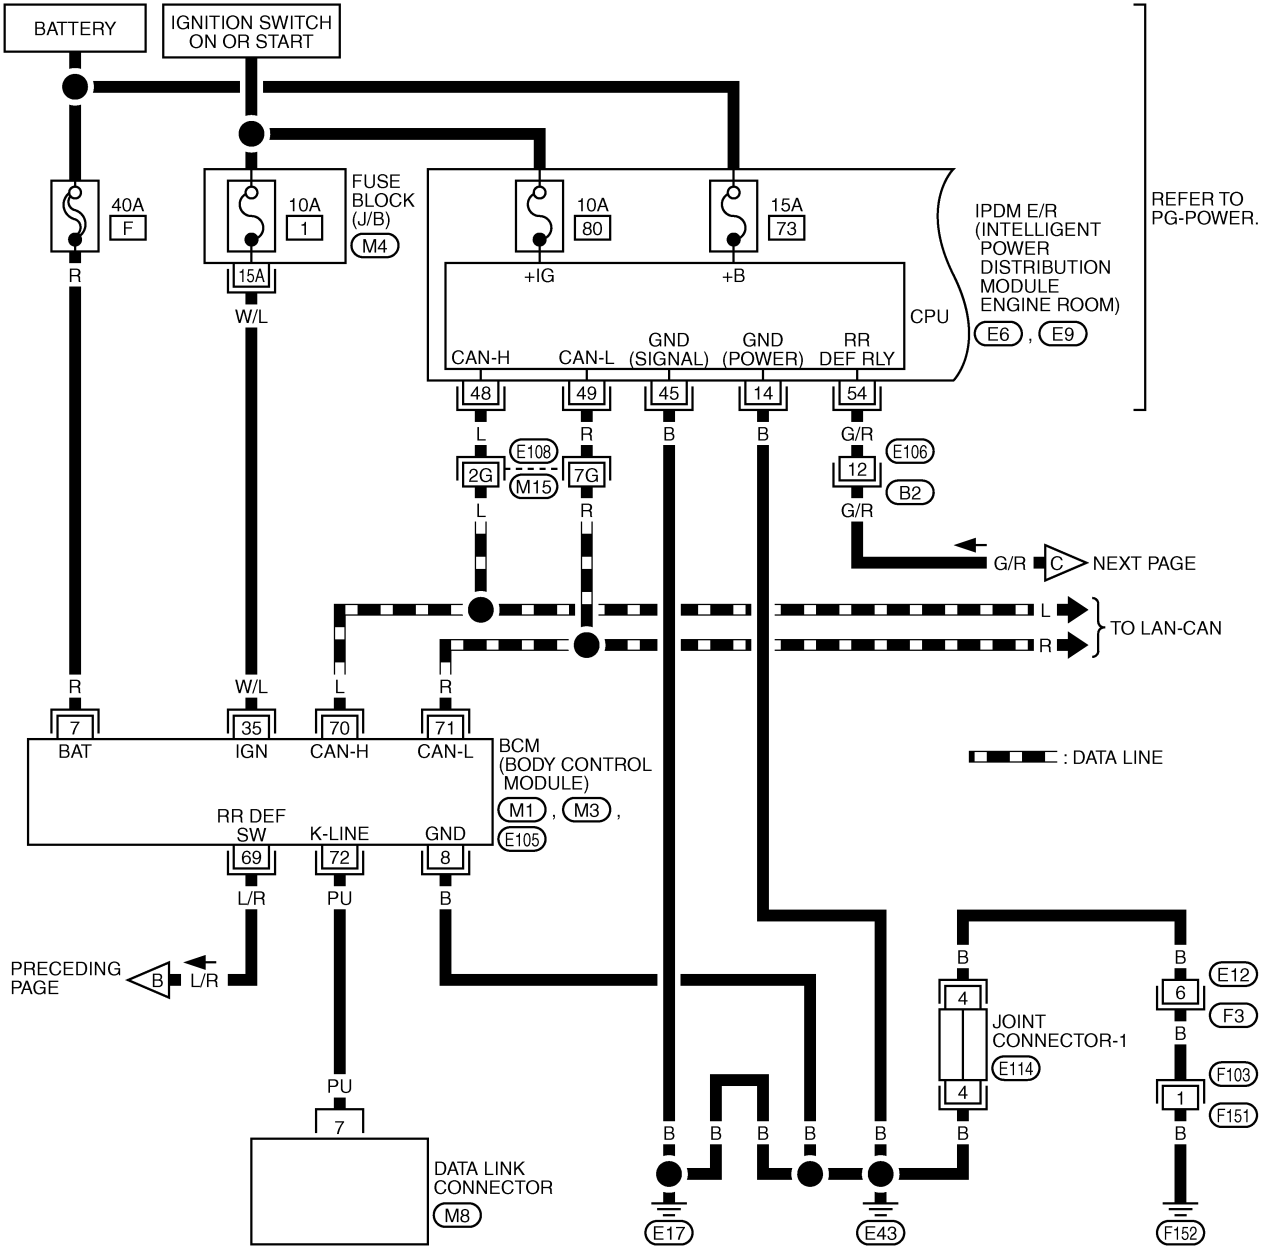 BATTERY
IGNITION SWITCH
ON OR START
40A
F
R
10A
1
FUSE
BLOCK
(J/B)
M4
15A
W/L
10A
80
15A
73
+IG
+B
CPU
IPDM E/R
(INTELLIGENT
POWER
DISTRIBUTION
MODULE
ENGINE ROOM)
E6 , E9
REFER TO
PG-POWER.
CAN-H
CAN-L
GND
(SIGNAL)
GND
(POWER)
RR
DEF RLY
48
49
45
14
54
L
R
B
B
G/R
2G
E108
M15
7G
12
E106
B2
L
R
G/R
G/R
C
NEXT PAGE
L
R
TO LAN-CAN
R
W/L
L
R
7
35
70
71
BAT
IGN
CAN-H
CAN-L
BCM
(BODY CONTROL
MODULE)
M1 , M3 ,
E105
: DATA LINE
RR DEF
SW
K-LINE
GND
69
72
8
L/R
PU
B
PRECEDING
PAGE
B
L/R
B
B
4
6
E12
F3
JOINT
CONNECTOR-1
E114
B
4
1
F103
F151
PU
7
B
B
B
B
B
B
B
DATA LINK
CONNECTOR
M8
E17
E43
F152